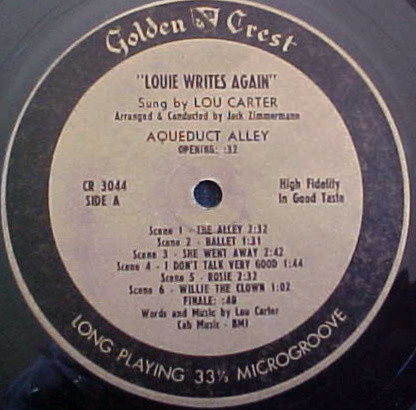 Golden Crest
"LOUIE WRITES AGAIN"
Sung by LOU CARTER
Arranged & Conducted by Jack Zimmermann
AQUEDUCT ALLEY
OPENING: :32
CR 3044
SIDE A
High Fidelity
In Good Taste
Scene 1 - THE ALLEY 2:32
Scene 2 - BALLET 1:31
Scene 3 - SHE WENT AWAY 2:42
Scene 4 - I DON'T TALK VERY GOOD 1:44
Scene 5 - ROSIE 2:32
Scene 6 - WILLIE THE CLOWN 1:02
FINALE: :40
Words and Music by Lou Carter
Cab Music - BMI
LONG PLAYING 33⅓ MICROGROOVE